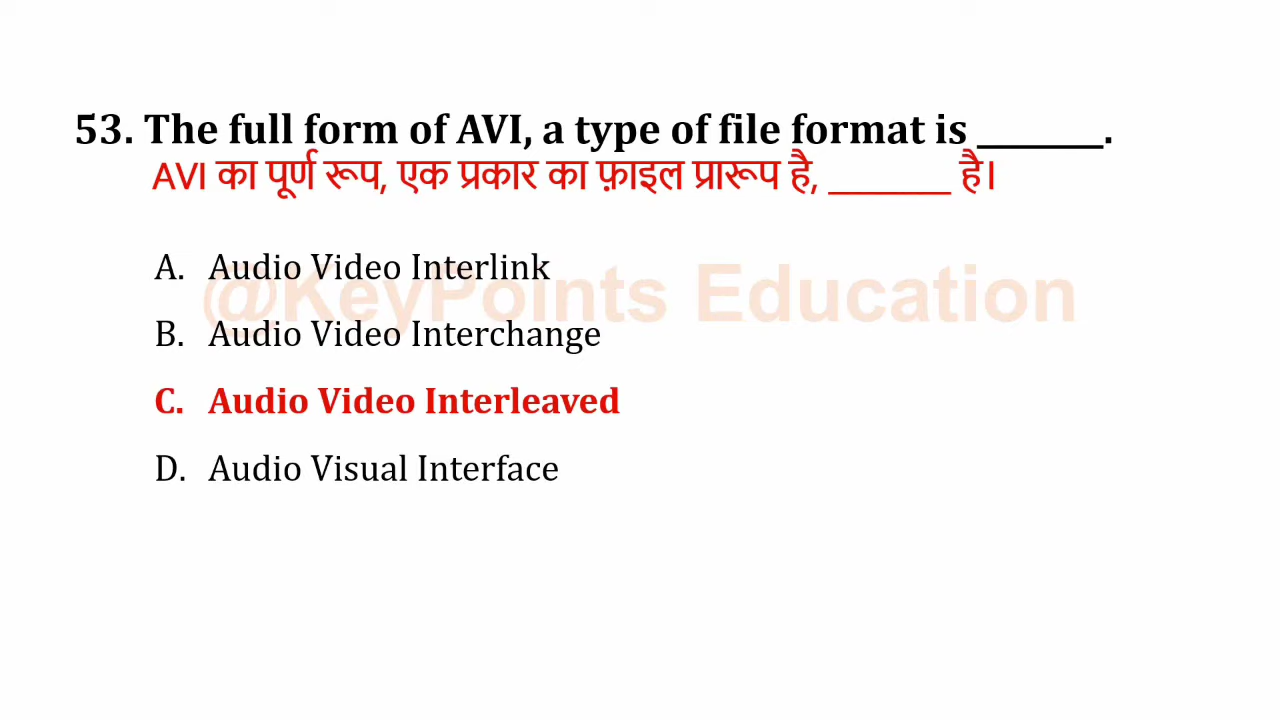 53. The full form of AVI, a type of file format is _______.
AVI का पूर्ण रूप, एक प्रकार का फ़ाइल प्रारूप है, _______ है।
@KeyPoints Education
A. Audio Video Interlink
B. Audio Video Interchange
C. Audio Video Interleaved
D. Audio Visual Interface